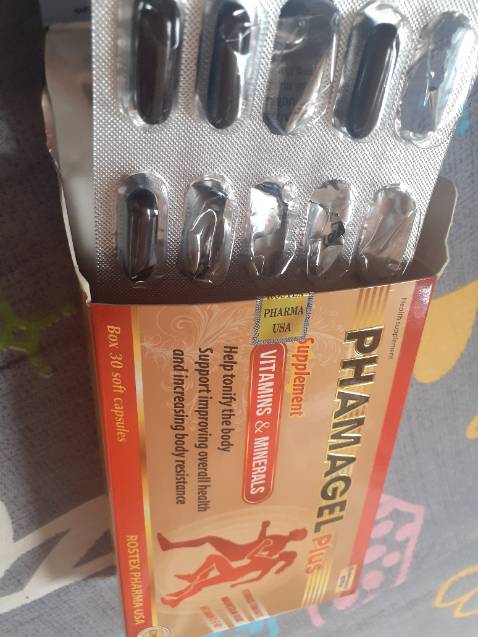 Health supplement
PHAMAGEL Plus
Supplement
VITAMINS & MINERALS
Help tonify the body
Support improving overall health
and increasing body resistance
PHARMA
USA
Box 30 soft capsules
ROSTEX PHARMA USA